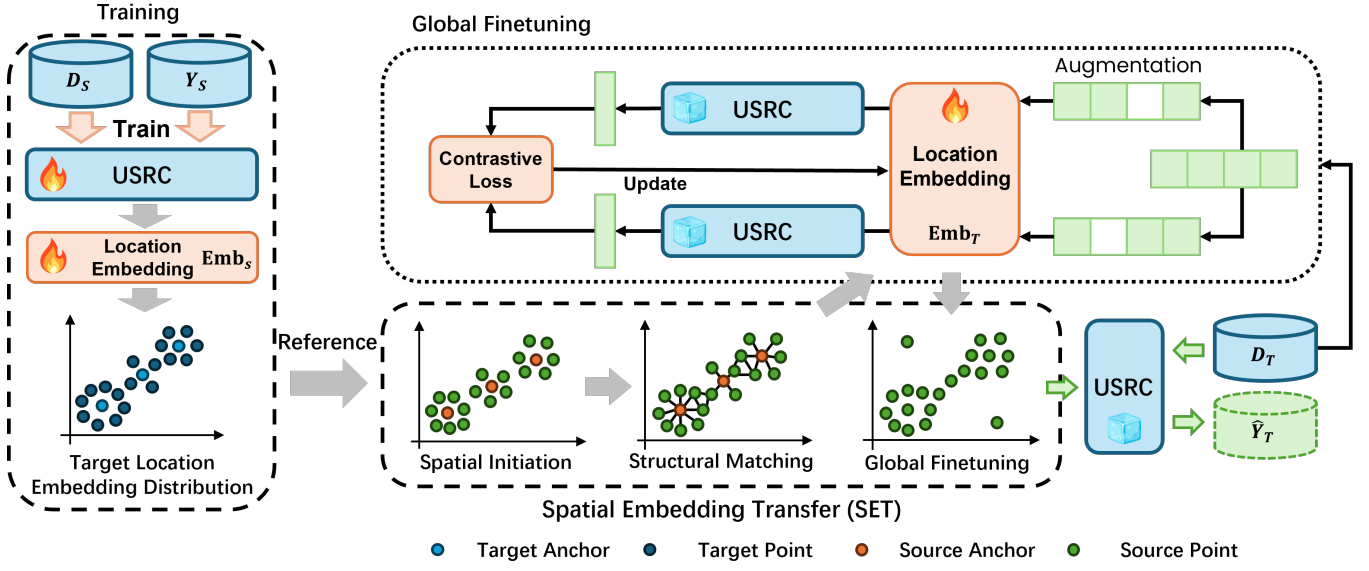 Training
Global Finetuning
D_S
Y_S
Train
USRC
Location
Embedding
Emb_S
Target Location
Embedding Distribution
Reference
Augmentation
USRC
Contrastive
Loss
Update
Location
Embedding
Emb_T
USRC
Spatial Initiation
Structural Matching
Global Finetuning
USRC
D_T
Ŷ_T
Spatial Embedding Transfer (SET)
Target Anchor
Target Point
Source Anchor
Source Point